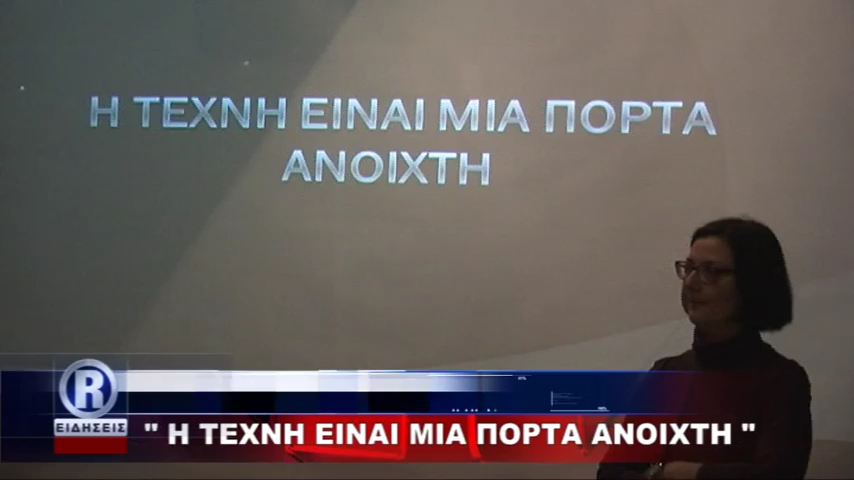 Η ΤΕΧΝΗ ΕΙΝΑΙ ΜΙΑ ΠΟΡΤΑ
ΑΝΟΙΧΤΗ
R
ΕΙΔΗΣΕΙΣ
" Η ΤΕΧΝΗ ΕΙΝΑΙ ΜΙΑ ΠΟΡΤΑ ΑΝΟΙΧΤΗ "